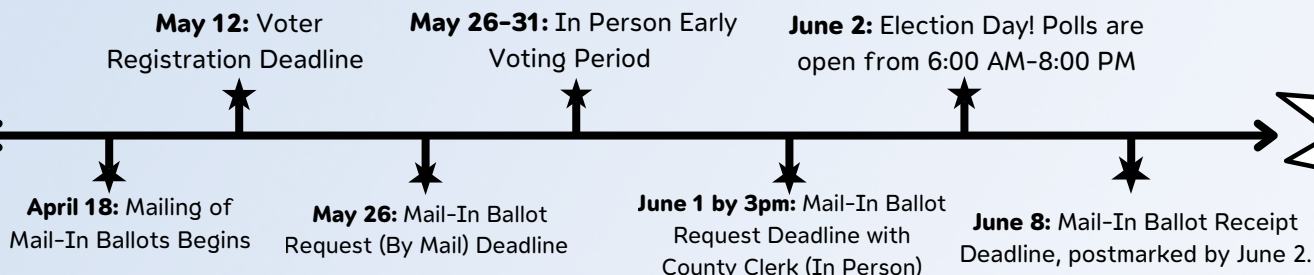 May 12: Voter
Registration Deadline
May 26-31: In Person Early
Voting Period
June 2: Election Day! Polls are
open from 6:00 AM-8:00 PM
April 18: Mailing of
Mail-In Ballots Begins
May 26: Mail-In Ballot
Request (By Mail) Deadline
June 1 by 3pm: Mail-In Ballot
Request Deadline with
County Clerk (In Person)
June 8: Mail-In Ballot Receipt
Deadline, postmarked by June 2.